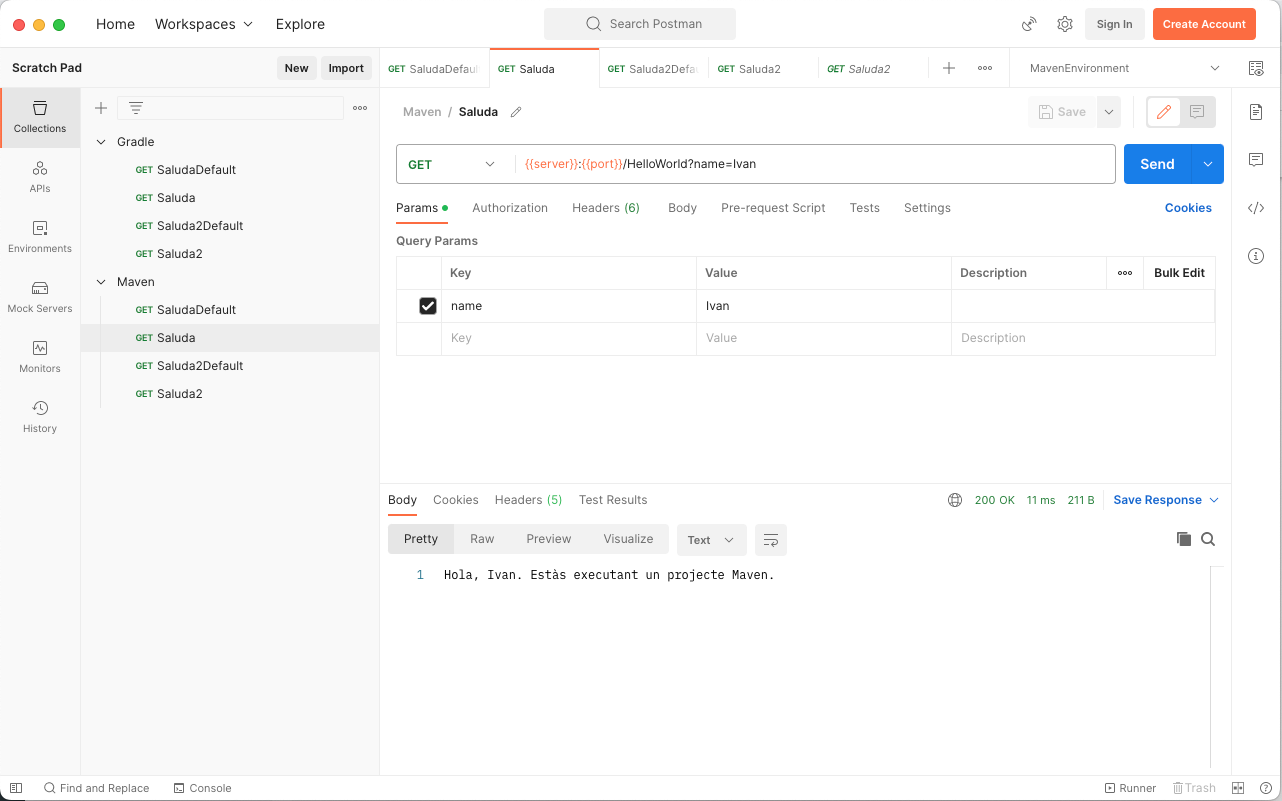 Home Workspaces Explore Search Postman Sign In Create Account
Scratch Pad New Import
GET SaludaDefau GET Saluda GET Saluda2Defa GET Saluda2 GET Saluda2 MavenEnvironment
Collections
APIs
Environments
Mock Servers
Monitors
History
Gradle
GET SaludaDefault
GET Saluda
GET Saluda2Default
GET Saluda2
Maven
GET SaludaDefault
GET Saluda
GET Saluda2Default
GET Saluda2
Maven / Saluda Save
GET {{server}}:{{port}}/HelloWorld?name=Ivan Send
Params Authorization Headers (6) Body Pre-request Script Tests Settings Cookies
Query Params
Key Value Description Bulk Edit
name Ivan
Key Value Description
Body Cookies Headers (5) Test Results 200 OK 11 ms 211 B Save Response
Pretty Raw Preview Visualize Text
1 Hola, Ivan. Estàs executant un projecte Maven.
Find and Replace Console Runner Trash